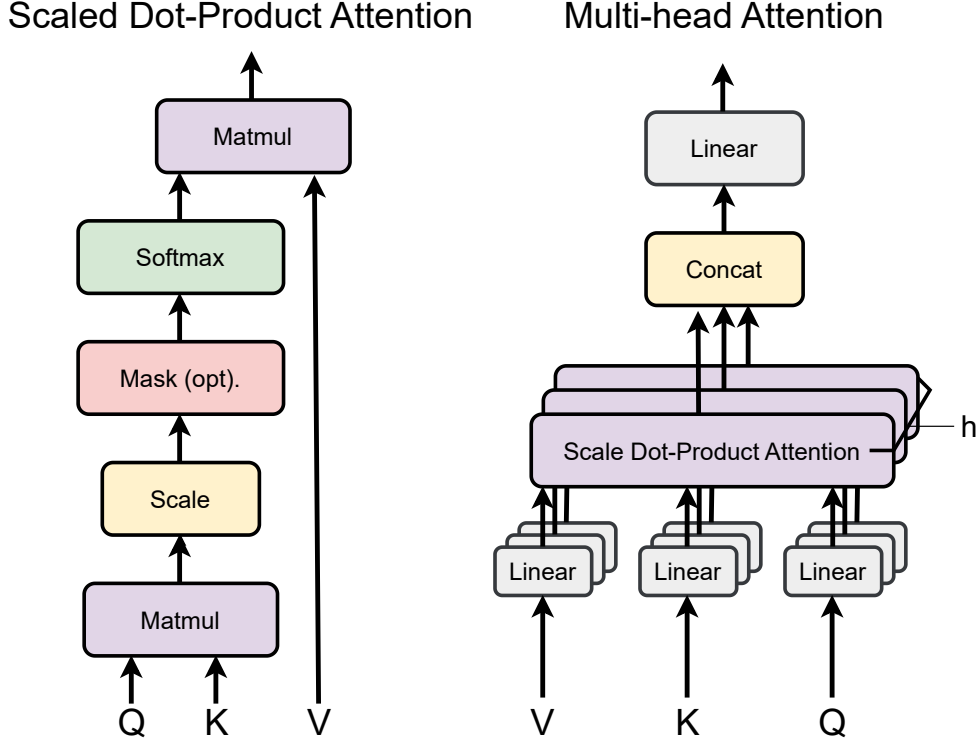 Scaled Dot-Product Attention
Matmul
Softmax
Mask (opt).
Scale
Matmul
Q K V
Multi-head Attention
Linear
Concat
Scale Dot-Product Attention
h
Linear Linear Linear
V K Q